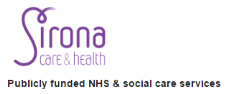 Sirona
care & health
Publicly funded NHS & social care services